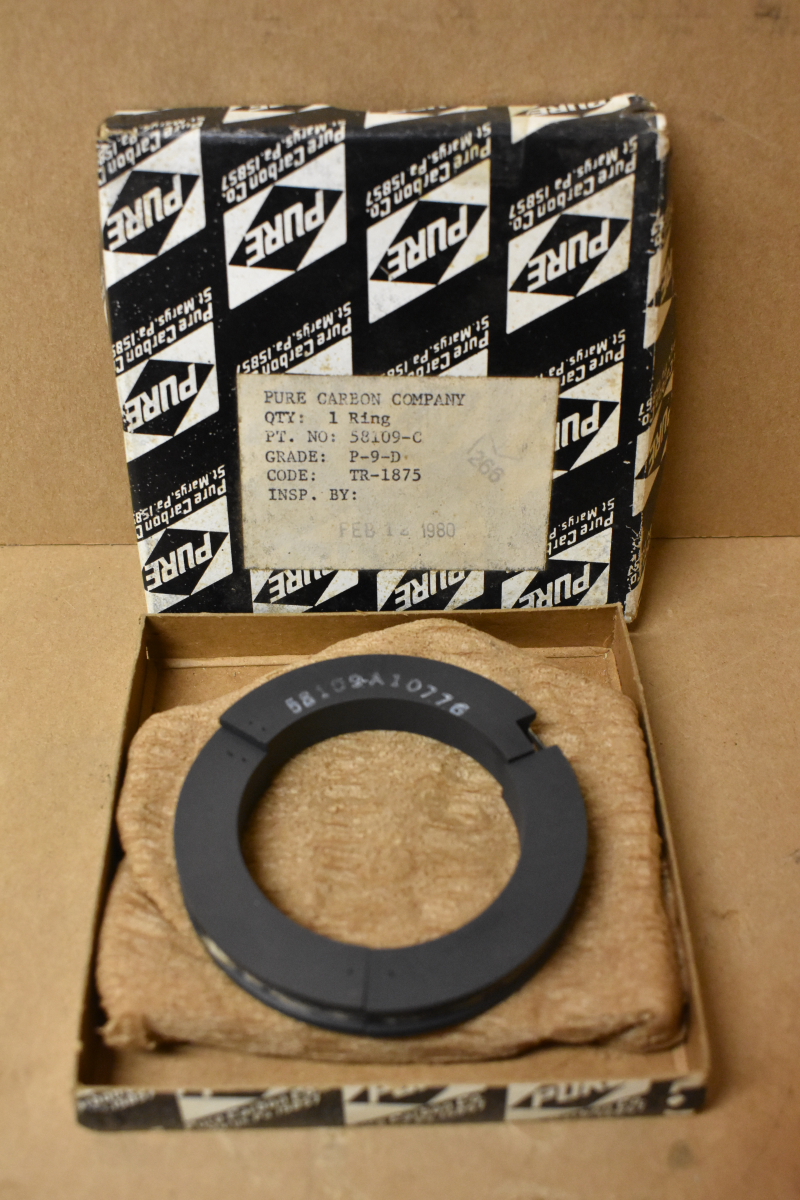 Pure Carbon Co.
St Marys, Pa. 15857
PURE
PURE CARBON COMPANY
QTY: 1 Ring
PT. NO: 58109-C
GRADE: P-9-D
CODE: TR-1875
INSP. BY:
266
FEB 12 1980
58109A10776
PURE